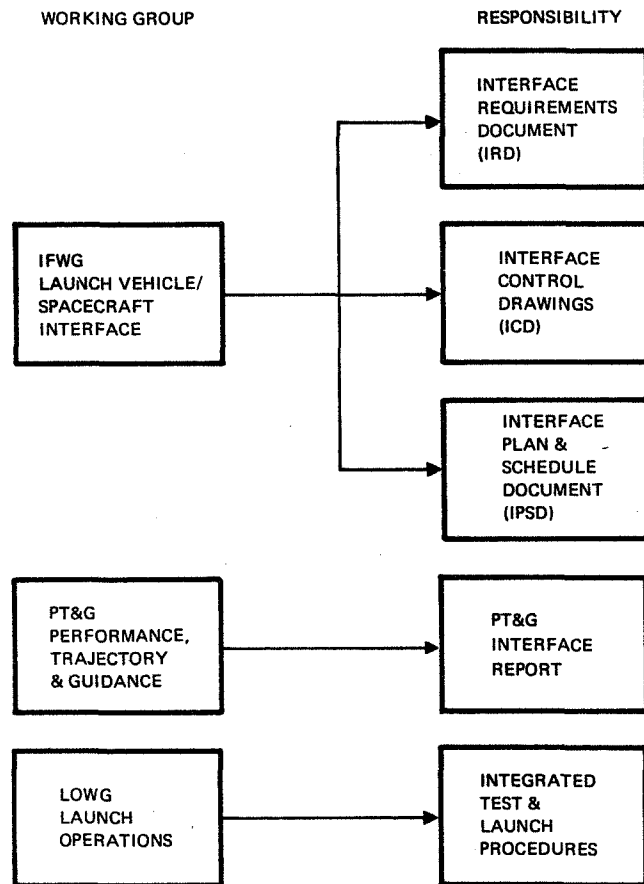 WORKING GROUP
RESPONSIBILITY
INTERFACE
REQUIREMENTS
DOCUMENT
(IRD)
IFWG
LAUNCH VEHICLE/
SPACECRAFT
INTERFACE
INTERFACE
CONTROL
DRAWINGS
(ICD)
INTERFACE
PLAN &
SCHEDULE
DOCUMENT
(IPSD)
PT&G
PERFORMANCE,
TRAJECTORY
& GUIDANCE
PT&G
INTERFACE
REPORT
LOWG
LAUNCH
OPERATIONS
INTEGRATED
TEST &
LAUNCH
PROCEDURES